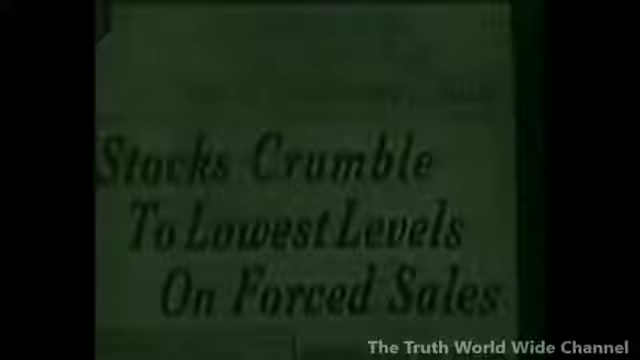 Stocks Crumble
To Lowest Levels
On Forced Sales
The Truth World Wide Channel